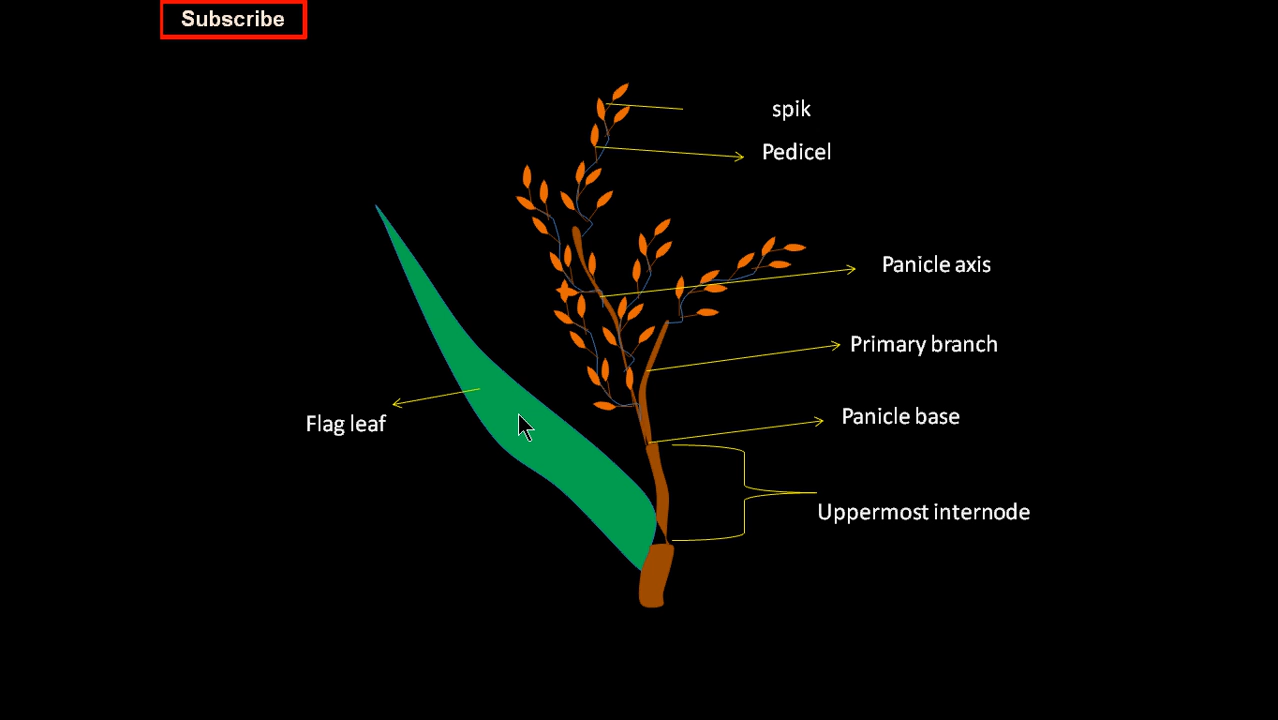 Subscribe
spik
Pedicel
Panicle axis
Primary branch
Panicle base
Flag leaf
Uppermost internode